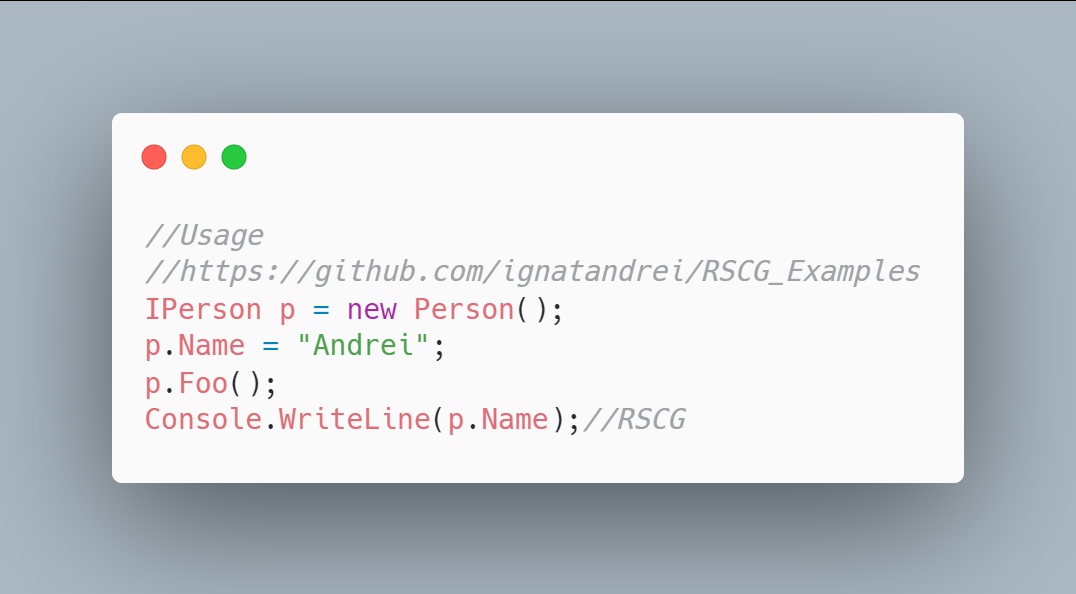 //Usage
//https://github.com/ignatandrei/RSCG_Examples
IPerson p = new Person();
p.Name = "Andrei";
p.Foo();
Console.WriteLine(p.Name);//RSCG